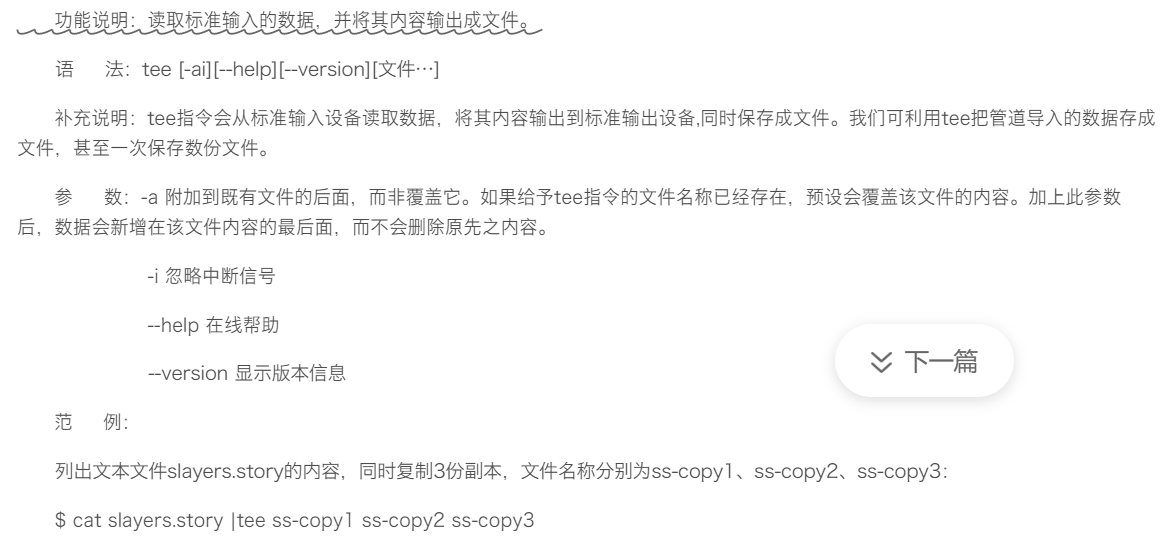 功能说明：读取标准输入的数据，并将其内容输出成文件。
语 法：tee [-ai][--help][--version][文件…]
补充说明：tee指令会从标准输入设备读取数据，将其内容输出到标准输出设备,同时保存成文件。我们可利用tee把管道导入的数据存成
文件，甚至一次保存数份文件。
参 数：-a 附加到既有文件的后面，而非覆盖它。如果给予tee指令的文件名称已经存在，预设会覆盖该文件的内容。加上此参数
后，数据会新增在该文件内容的最后面，而不会删除原先之内容。
-i 忽略中断信号
--help 在线帮助
下一篇
--version 显示版本信息
范 例：
列出文本文件slayers.story的内容，同时复制3份副本，文件名称分别为ss-copy1、ss-copy2、ss-copy3：
$ cat slayers.story |tee ss-copy1 ss-copy2 ss-copy3